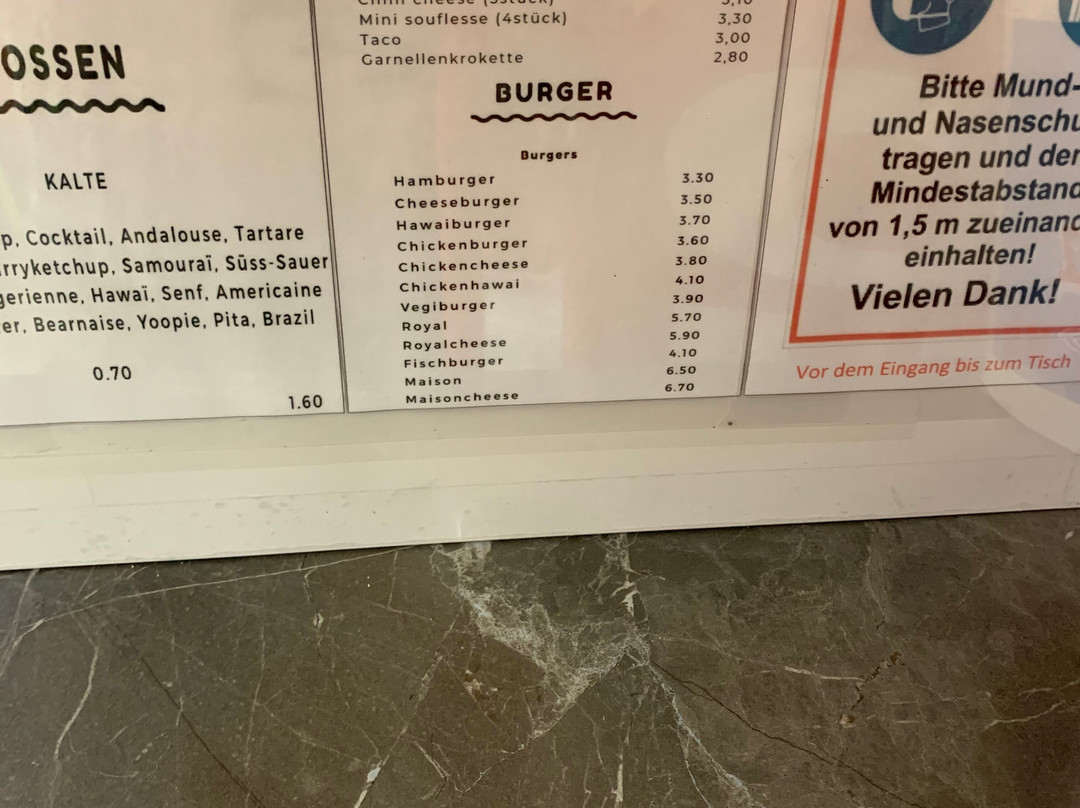 OSSEN
KALTE
p, Cocktail, Andalouse, Tartare
rryketchup, Samouraï, Süss-Sauer
gerienne, Hawaï, Senf, Americaine
er, Bearnaise, Yoopie, Pita, Brazil
0.70
1.60
Mini souflesse (4stück) 3,30
Taco 3,00
Garnellenkrokette 2,80
BURGER
Burgers
Hamburger 3.30
Cheeseburger 3.50
Hawaiburger 3.70
Chickenburger 3.60
Chickencheese 3.80
Chickenhawai 4.10
Vegiburger 3.90
Royal 5.70
Royalcheese 5.90
Fischburger 4.10
Maison 6.50
Maisoncheese 6.70
Bitte Mund-
und Nasenschu
tragen und der
Mindestabstand
von 1,5 m zueinand
einhalten!
Vielen Dank!
Vor dem Eingang bis zum Tisch